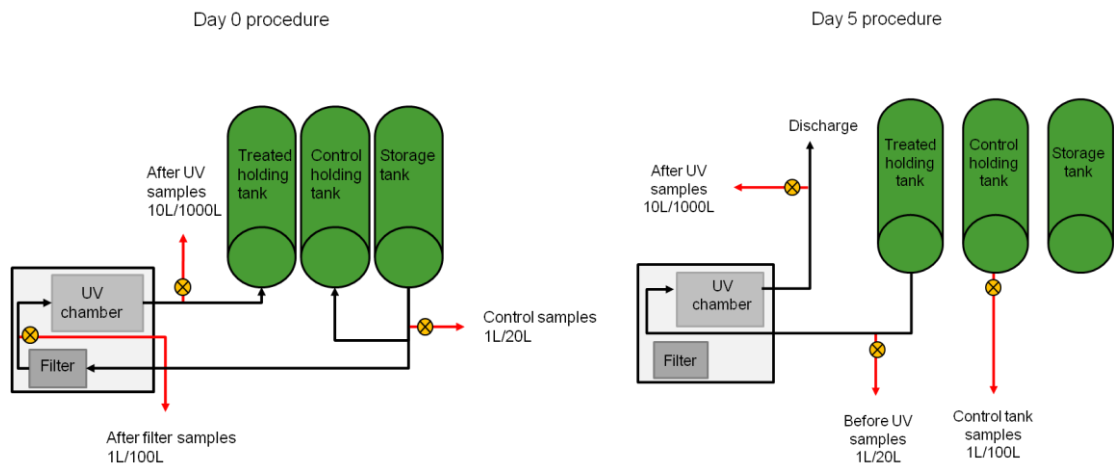 Day 0 procedure
After UV
samples
10L/1000L
Treated
holding
tank
Control
holding
tank
Storage
tank
UV
chamber
Filter
Control samples
1L/20L
After filter samples
1L/100L
Day 5 procedure
Discharge
After UV
samples
10L/1000L
Treated
holding tank
Control
holding tank
Storage
tank
UV
chamber
Filter
Before UV
samples
1L/20L
Control tank
samples
1L/100L